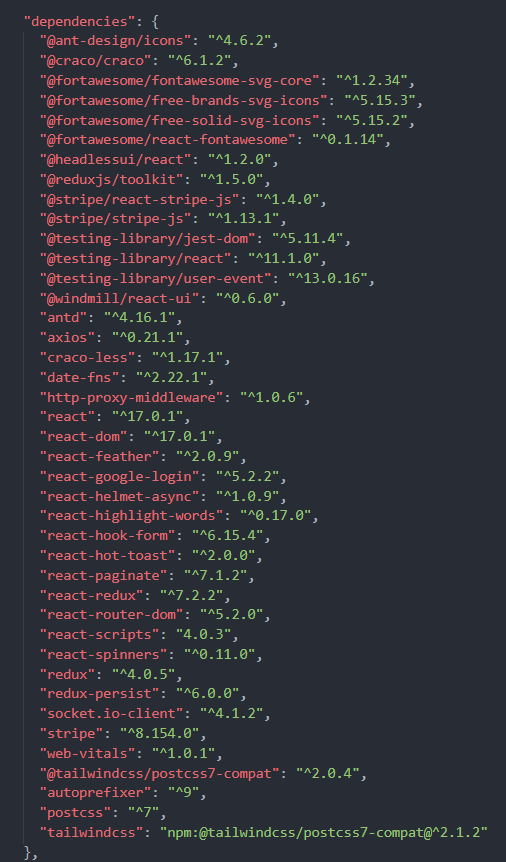 "dependencies": {
"@ant-design/icons": "^4.6.2",
"@craco/craco": "^6.1.2",
"@fortawesome/fontawesome-svg-core": "^1.2.34",
"@fortawesome/free-brands-svg-icons": "^5.15.3",
"@fortawesome/free-solid-svg-icons": "^5.15.2",
"@fortawesome/react-fontawesome": "^0.1.14",
"@headlessui/react": "^1.2.0",
"@reduxjs/toolkit": "^1.5.0",
"@stripe/react-stripe-js": "^1.4.0",
"@stripe/stripe-js": "^1.13.1",
"@testing-library/jest-dom": "^5.11.4",
"@testing-library/react": "^11.1.0",
"@testing-library/user-event": "^13.0.16",
"@windmill/react-ui": "^0.6.0",
"antd": "^4.16.1",
"axios": "^0.21.1",
"craco-less": "^1.17.1",
"date-fns": "^2.22.1",
"http-proxy-middleware": "^1.0.6",
"react": "^17.0.1",
"react-dom": "^17.0.1",
"react-feather": "^2.0.9",
"react-google-login": "^5.2.2",
"react-helmet-async": "^1.0.9",
"react-highlight-words": "^0.17.0",
"react-hook-form": "^6.15.4",
"react-hot-toast": "^2.0.0",
"react-paginate": "^7.1.2",
"react-redux": "^7.2.2",
"react-router-dom": "^5.2.0",
"react-scripts": "4.0.3",
"react-spinners": "^0.11.0",
"redux": "^4.0.5",
"redux-persist": "^6.0.0",
"socket.io-client": "^4.1.2",
"stripe": "^8.154.0",
"web-vitals": "^1.0.1",
"@tailwindcss/postcss7-compat": "^2.0.4",
"autoprefixer": "^9",
"postcss": "^7",
"tailwindcss": "npm:@tailwindcss/postcss7-compat@^2.1.2"
},